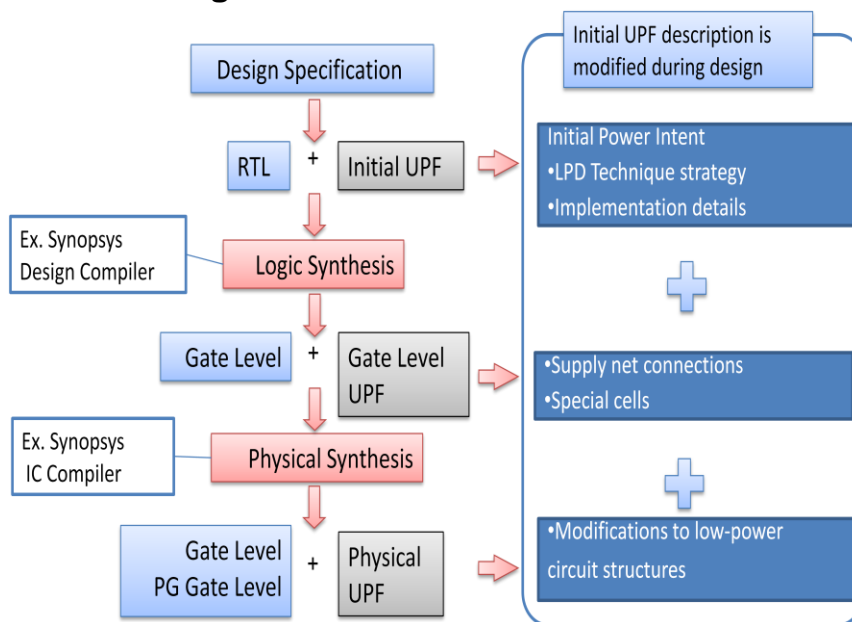 Design Specification
RTL
+
Initial UPF
Ex. Synopsys
Design Compiler
Logic Synthesis
Gate Level
+
Gate Level
UPF
Ex. Synopsys
IC Compiler
Physical Synthesis
Gate Level
PG Gate Level
+
Physical
UPF
Initial UPF description is
modified during design
Initial Power Intent
•LPD Technique strategy
•Implementation details
•Supply net connections
•Special cells
•Modifications to low-power
circuit structures